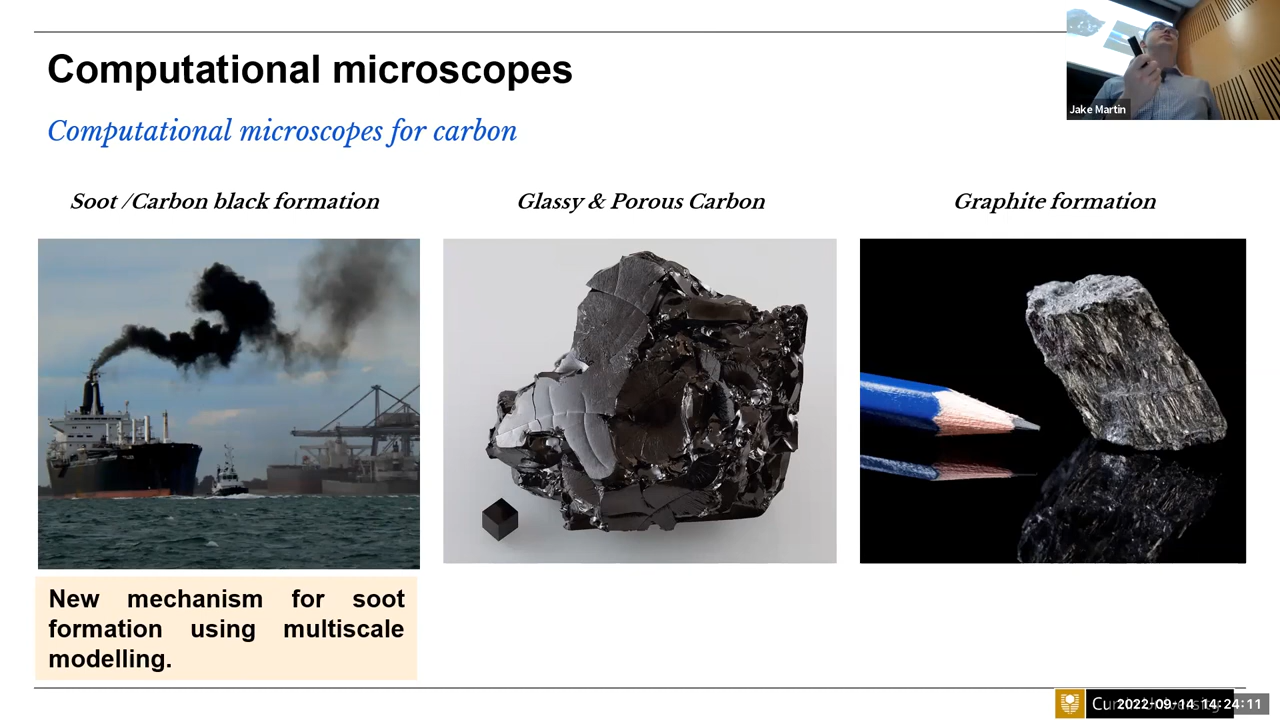 Computational microscopes
Computational microscopes for carbon
Jake Martin
Soot /Carbon black formation
Glassy & Porous Carbon
Graphite formation
New mechanism for soot
formation using multiscale
modelling.
2022-09-14 14:24:11